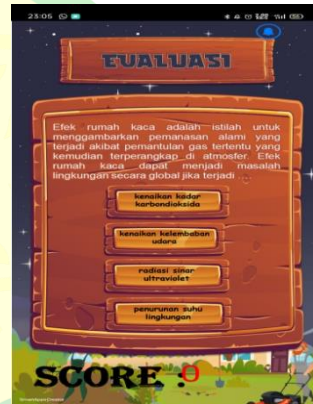 23:05
EVALUASI
Efek rumah kaca adalah istilah untuk
menggambarkan pemanasan alami yang
terjadi akibat pemantulan gas tertentu yang
kemudian terperangkap di atmosfer. Efek
rumah kaca dapat menjadi masalah
lingkungan secara global jika terjadi ...
kenaikan kadar
karbondioksida
kenaikan kelembaban
udara
radiasi sinar
ultraviolet
penurunan suhu
lingkungan
SCORE :0